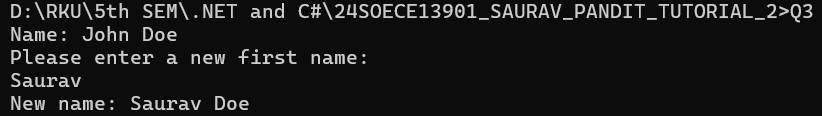 D:\RKU\5th SEM\.NET and C#\24SOECE13901_SAURAV_PANDIT_TUTORIAL_2>Q3
Name: John Doe
Please enter a new first name:
Saurav
New name: Saurav Doe